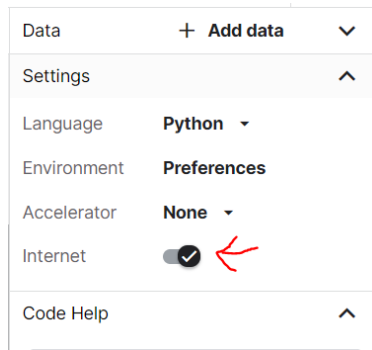 Data + Add data
Settings
Language Python
Environment Preferences
Accelerator None
Internet
Code Help